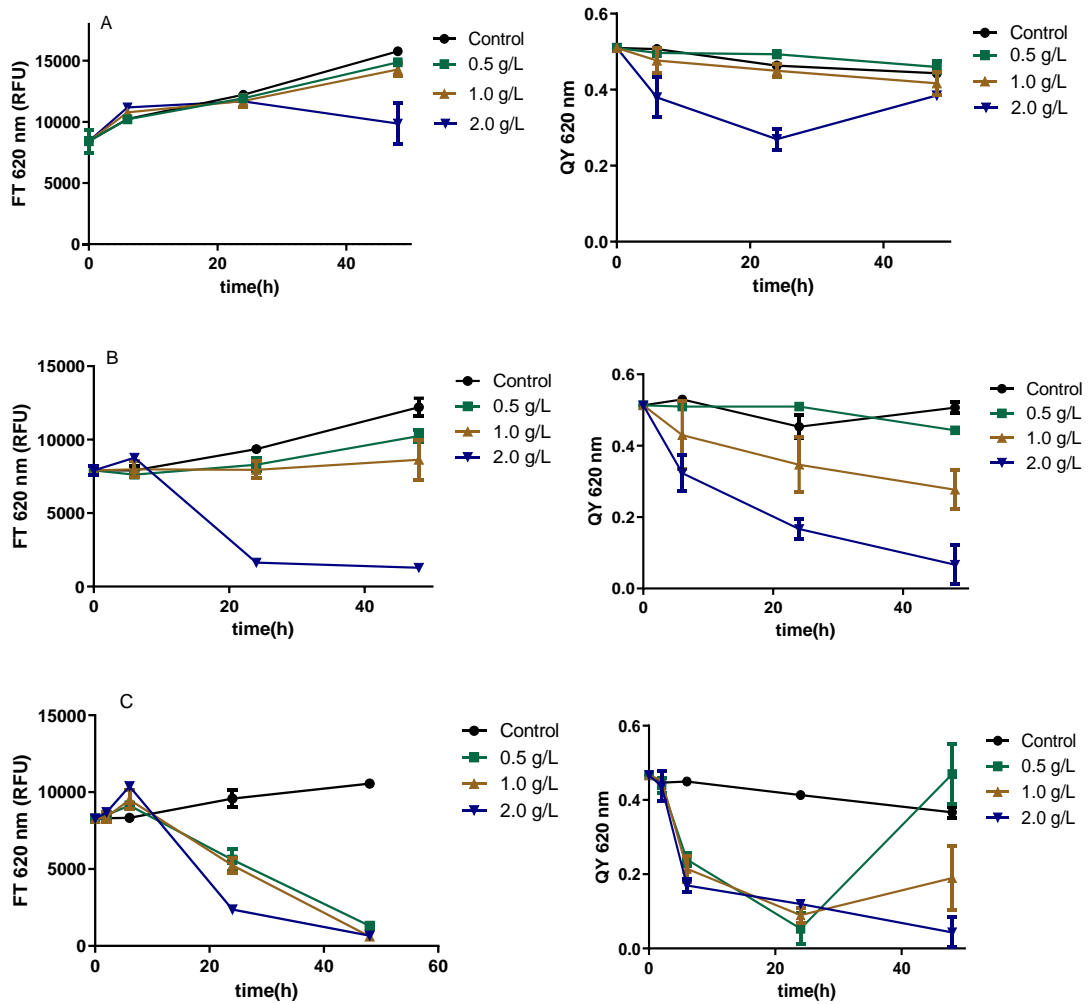 A
FT 620 nm (RFU)
15000
10000
5000
0
0
20
40
time(h)
Control
0.5 g/L
1.0 g/L
2.0 g/L
QY 620 nm
0.6
0.4
0.2
0.0
0
20
40
time(h)
Control
0.5 g/L
1.0 g/L
2.0 g/L
B
FT 620 nm (RFU)
15000
10000
5000
0
0
20
40
time(h)
Control
0.5 g/L
1.0 g/L
2.0 g/L
QY 620 nm
0.6
0.4
0.2
0.0
0
20
40
time(h)
Control
0.5 g/L
1.0 g/L
2.0 g/L
C
FT 620 nm (RFU)
15000
10000
5000
0
0
20
40
60
time(h)
Control
0.5 g/L
1.0 g/L
2.0 g/L
QY 620 nm
0.6
0.4
0.2
0.0
0
20
40
time(h)
Control
0.5 g/L
1.0 g/L
2.0 g/L